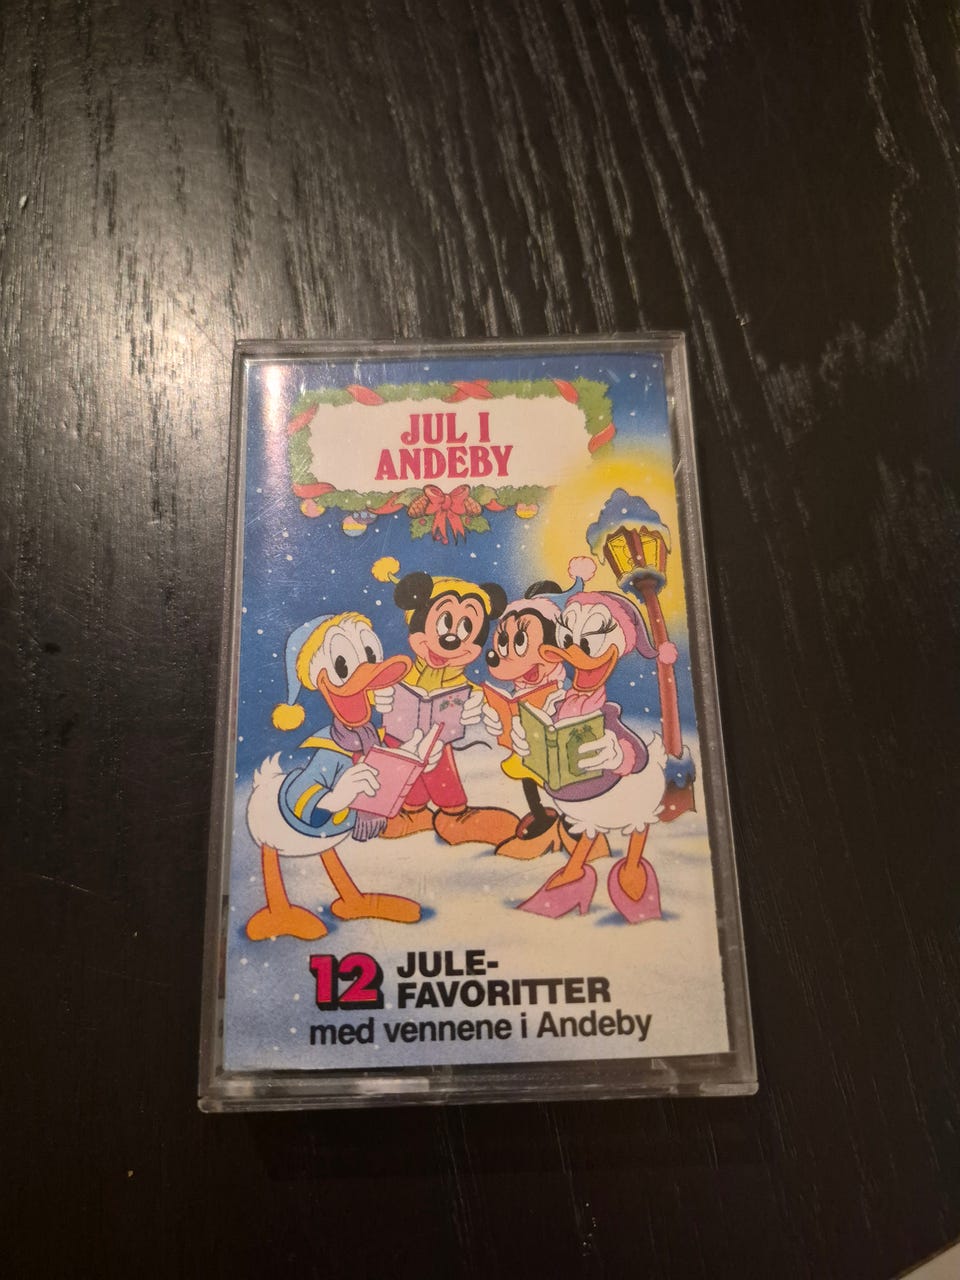 JUL I
ANDEBY
12 JULE-
FAVORITTER
med vennene i Andeby